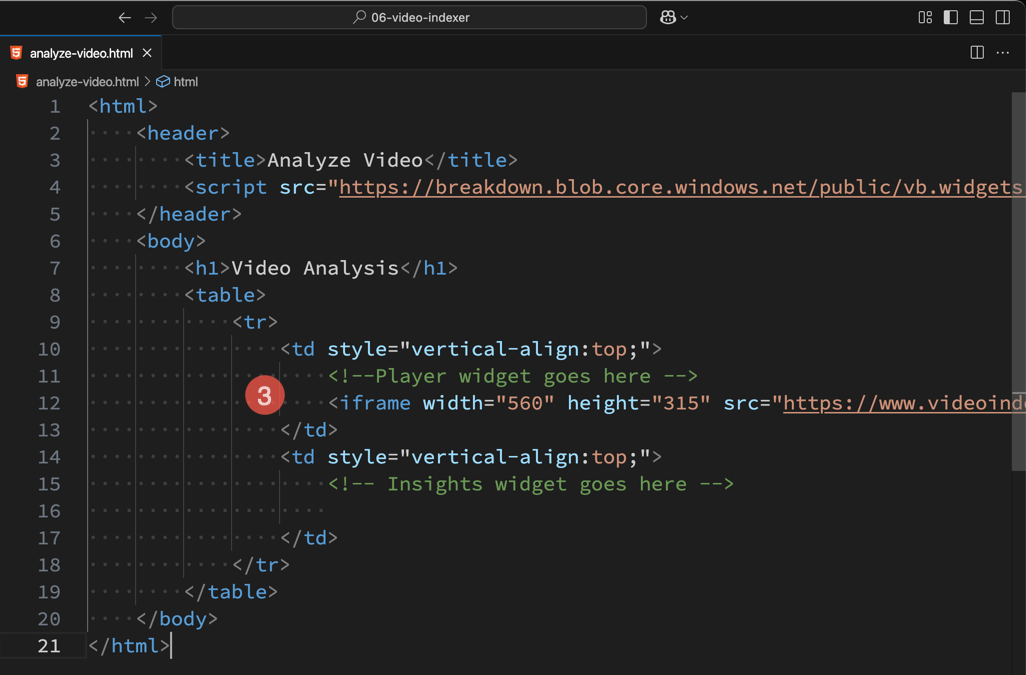 06-video-indexer
analyze-video.html
analyze-video.html > html
1 <html>
2 <header>
3 <title>Analyze Video</title>
4 <script src="https://breakdown.blob.core.windows.net/public/vb.widgets
5 </header>
6 <body>
7 <h1>Video Analysis</h1>
8 <table>
9 <tr>
10 <td style="vertical-align:top;">
11 <!--Player widget goes here -->
3
12 <iframe width="560" height="315" src="https://www.videoind
13 </td>
14 <td style="vertical-align:top;">
15 <!-- Insights widget goes here -->
16
17 </td>
18 </tr>
19 </table>
20 </body>
21 </html>